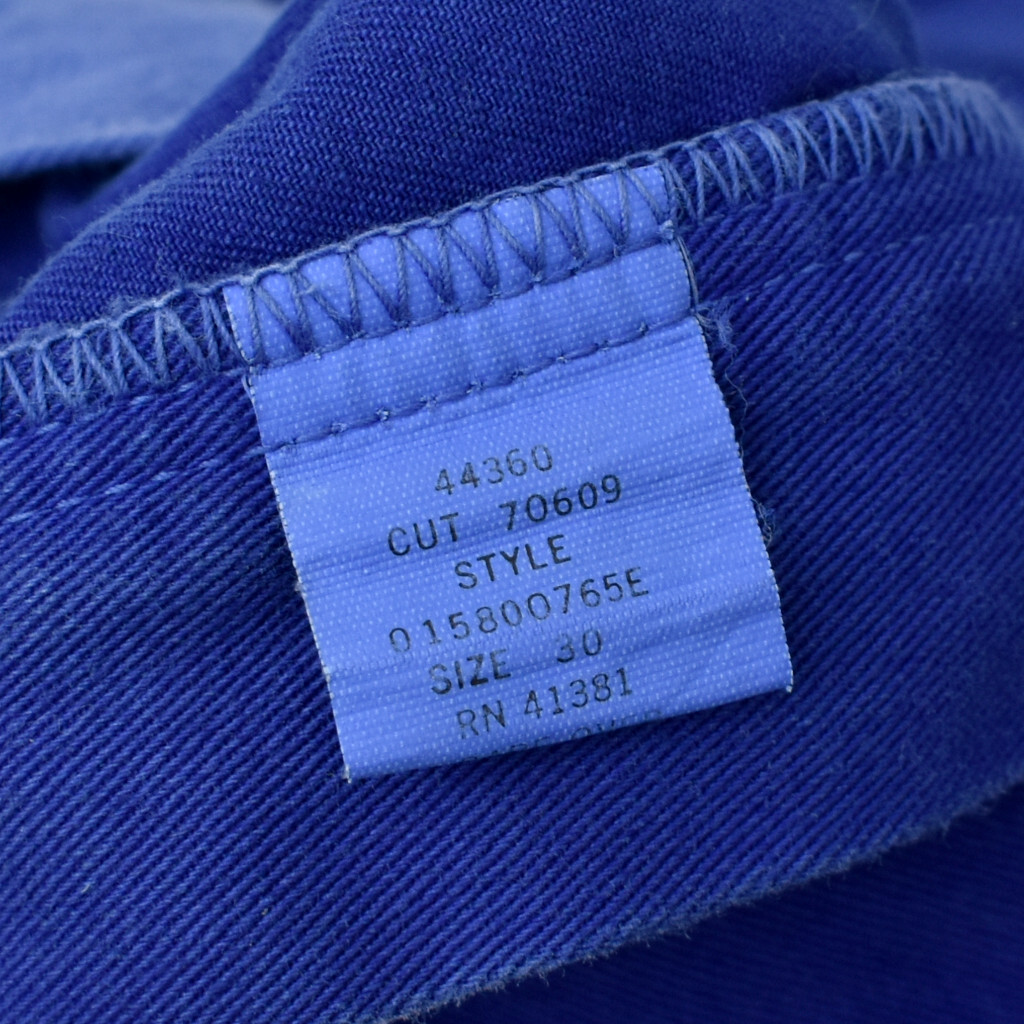 44360
CUT 70609
STYLE
015800765E
SIZE 30
RN 41381